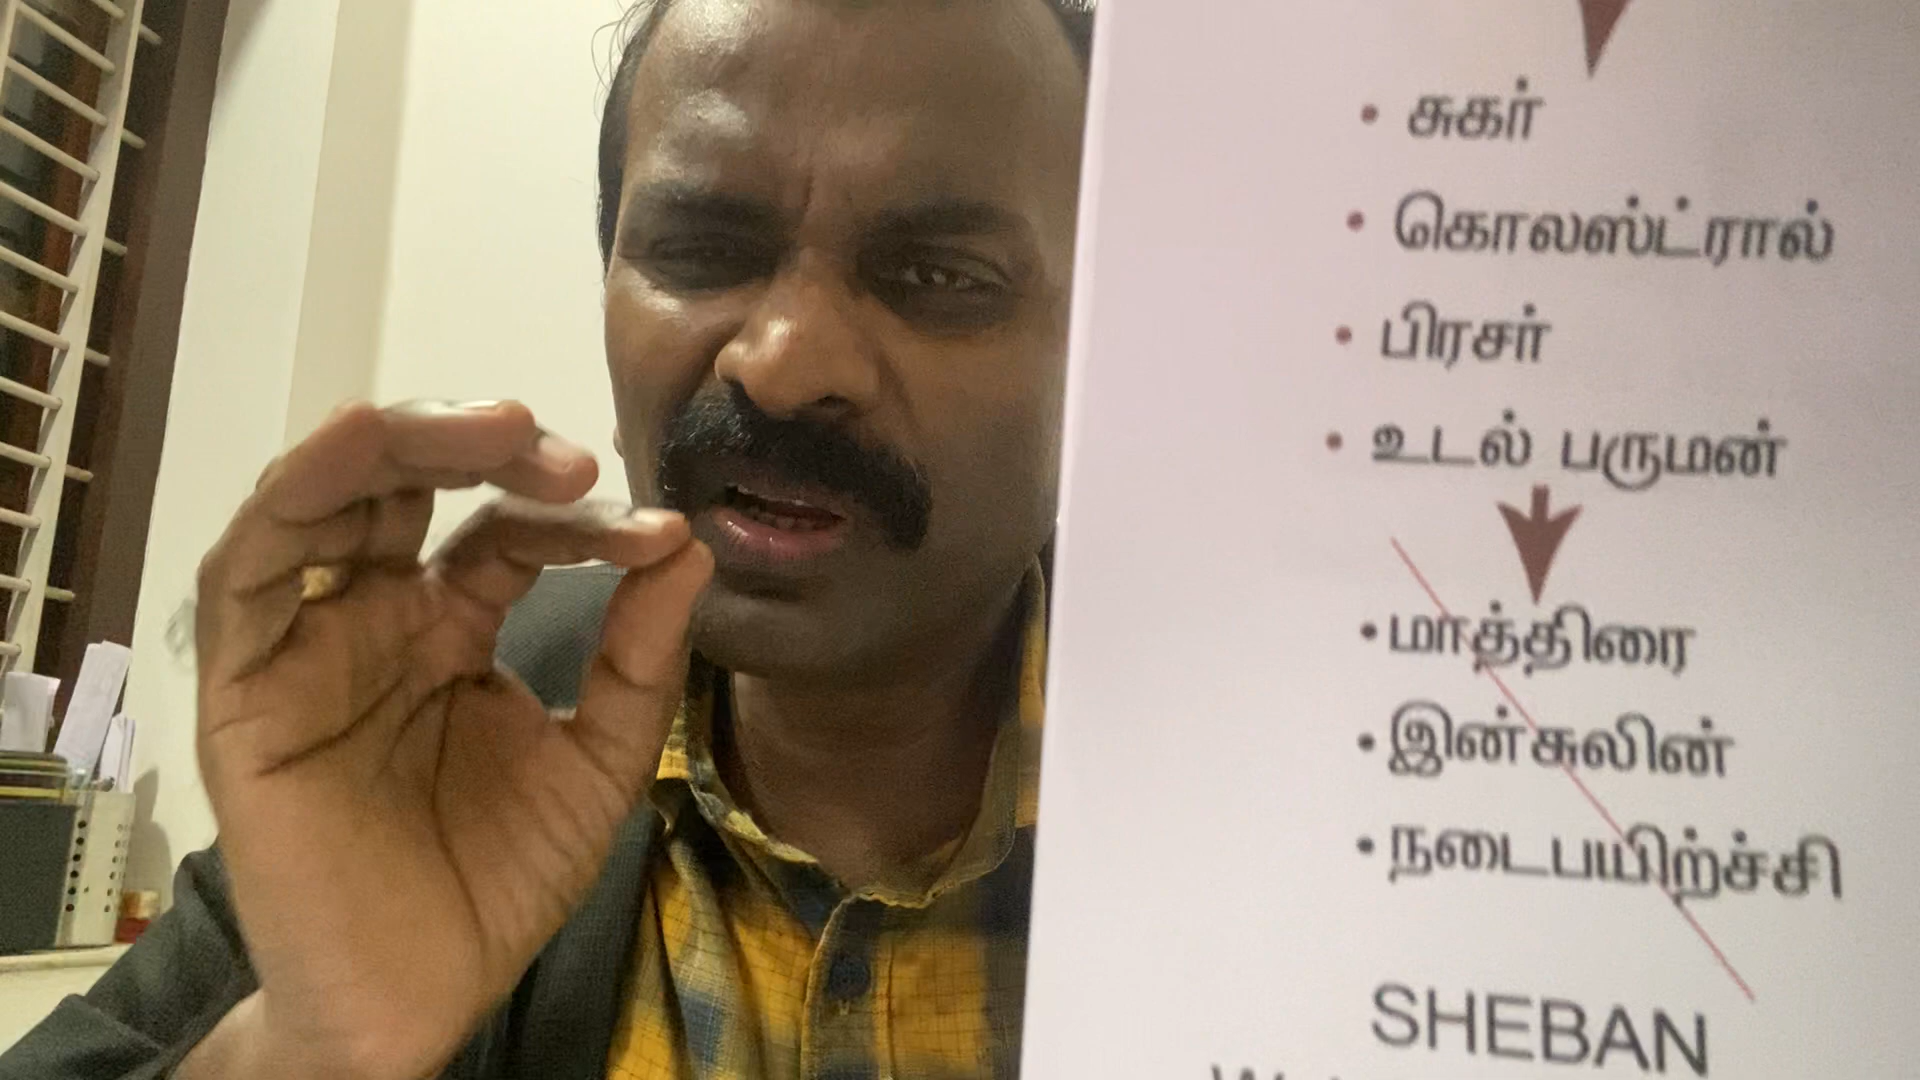 • சுகர்
• கொலஸ்ட்ரால்
• பிரசர்
• உடல் பருமன்
• மாத்திரை
• இன்சுலின்
• நடைபயிற்ச்சி
SHEBAN